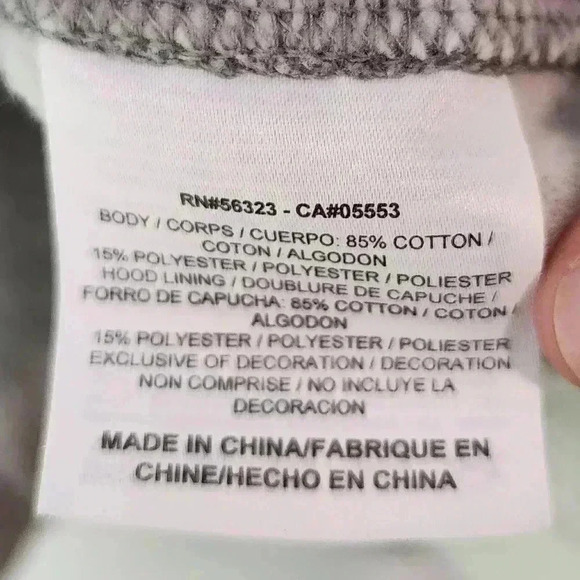 RN#56323 - CA#05553
BODY / CORPS / CUERPO: 85% COTTON /
COTON / ALGODON
15% POLYESTER / POLYESTER / POLIESTER
HOOD LINING / DOUBLURE DE CAPUCHE /
FORRO DE CAPUCHA: 85% COTTON / COTON /
ALGODON
15% POLYESTER / POLYESTER / POLIESTER
EXCLUSIVE OF DECORATION / DECORATION
NON COMPRISE / NO INCLUYE LA
DECORACION
MADE IN CHINA/FABRIQUE EN
CHINE/HECHO EN CHINA